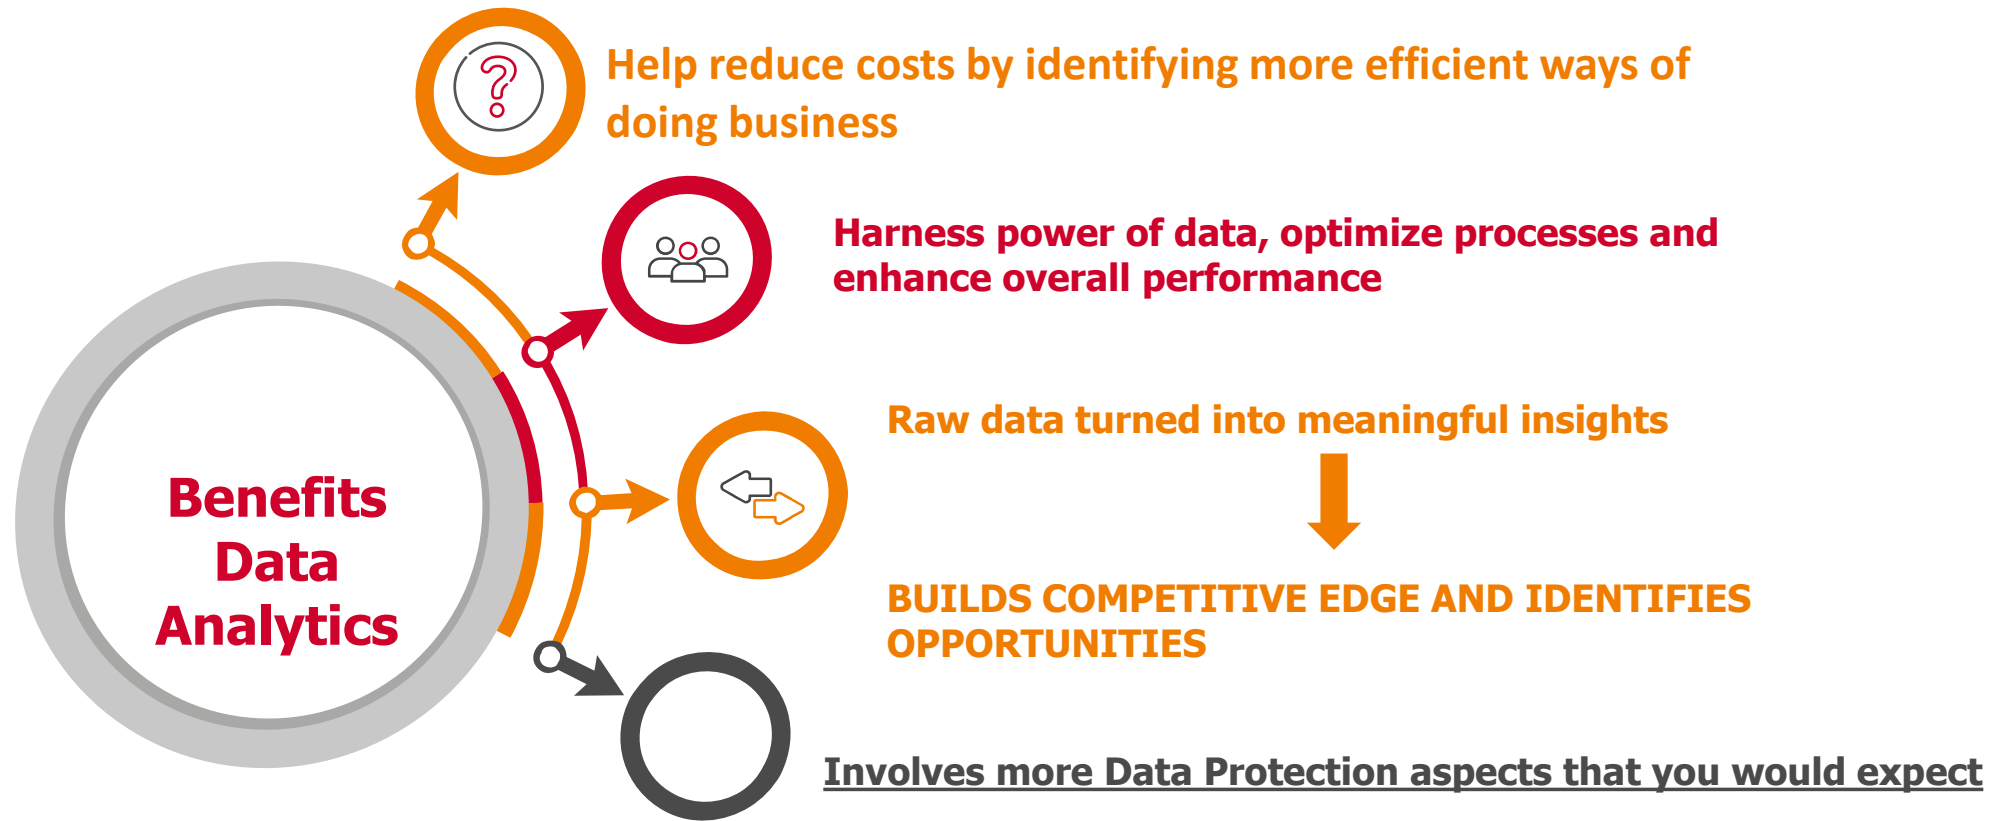 Help reduce costs by identifying more efficient ways of
doing business
Harness power of data, optimize processes and
enhance overall performance
Raw data turned into meaningful insights
Benefits
Data
Analytics
BUILDS COMPETITIVE EDGE AND IDENTIFIES
OPPORTUNITIES
Involves more Data Protection aspects that you would expect